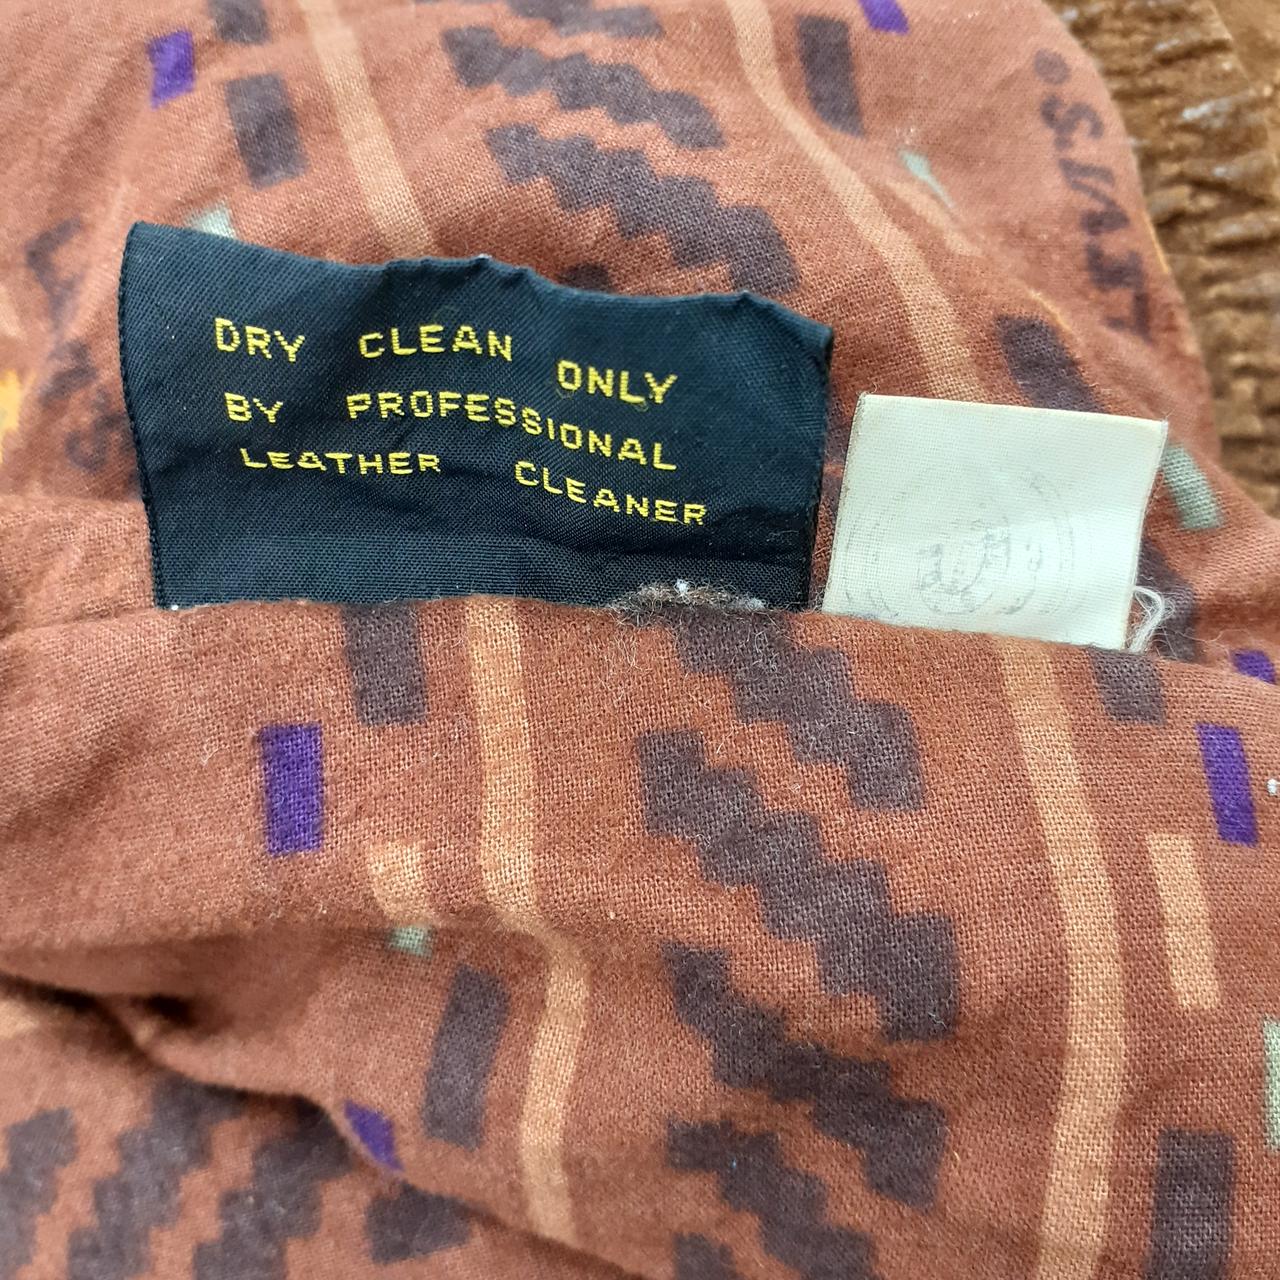 DRY CLEAN ONLY
BY PROFESSIONAL
LEATHER CLEANER